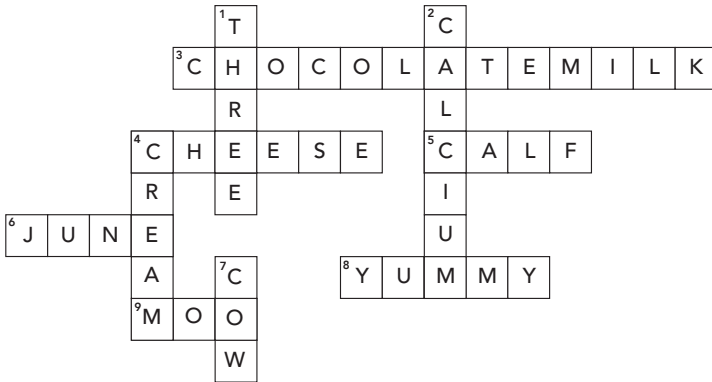 1 T 2 C
3 C H O C O L A T E M I L K
R L
4 C H E E S E 5 C A L F
R E I
6 J U N E U
A 7 C 8 Y U M M Y
9 M O O
W